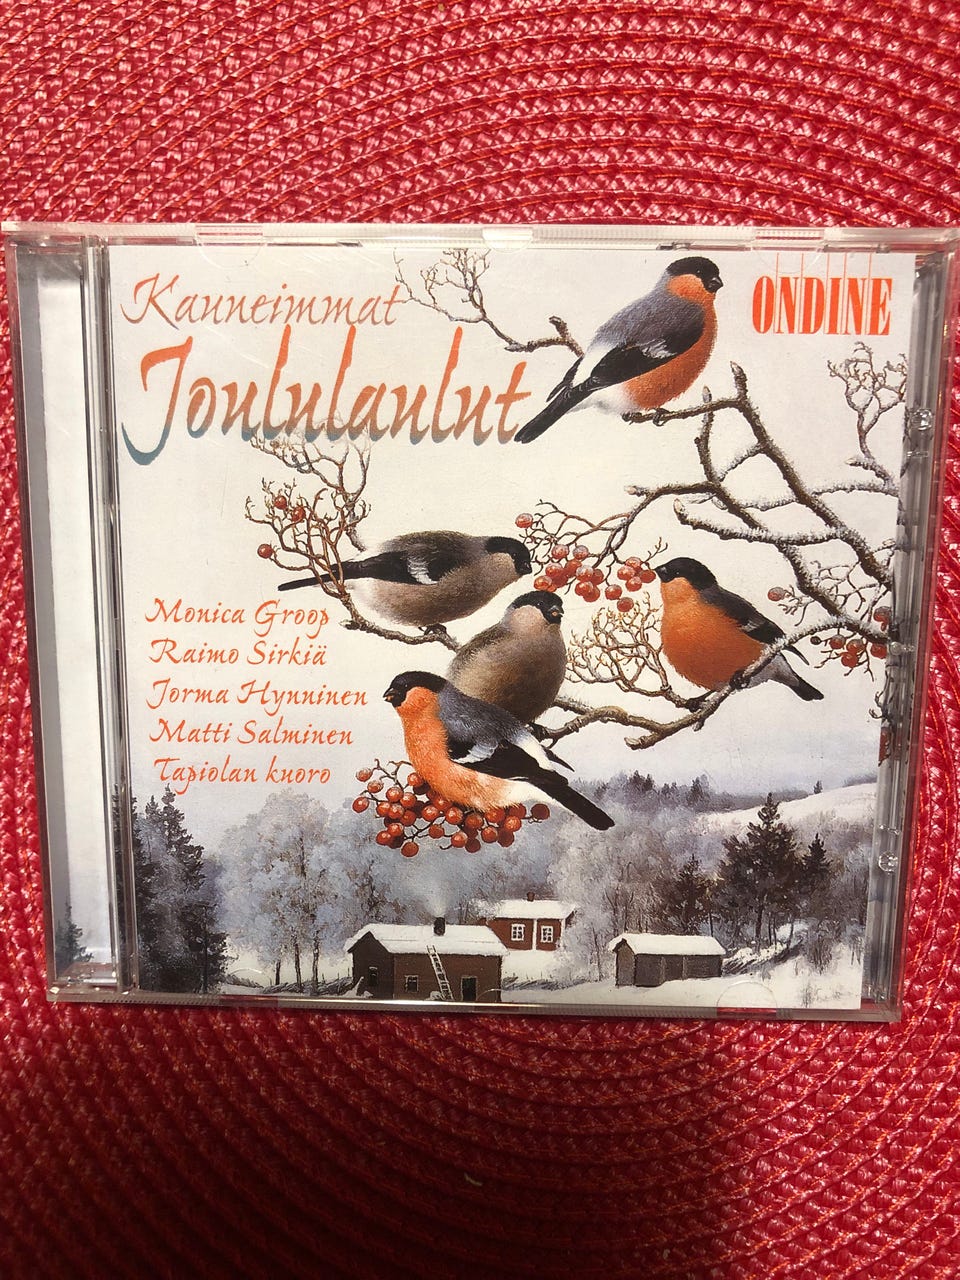 Kauneimmat
Joululaulut
ONDINE
Monica Groop
Raimo Sirkiä
Jorma Hynninen
Matti Salminen
Tapiolan kuoro